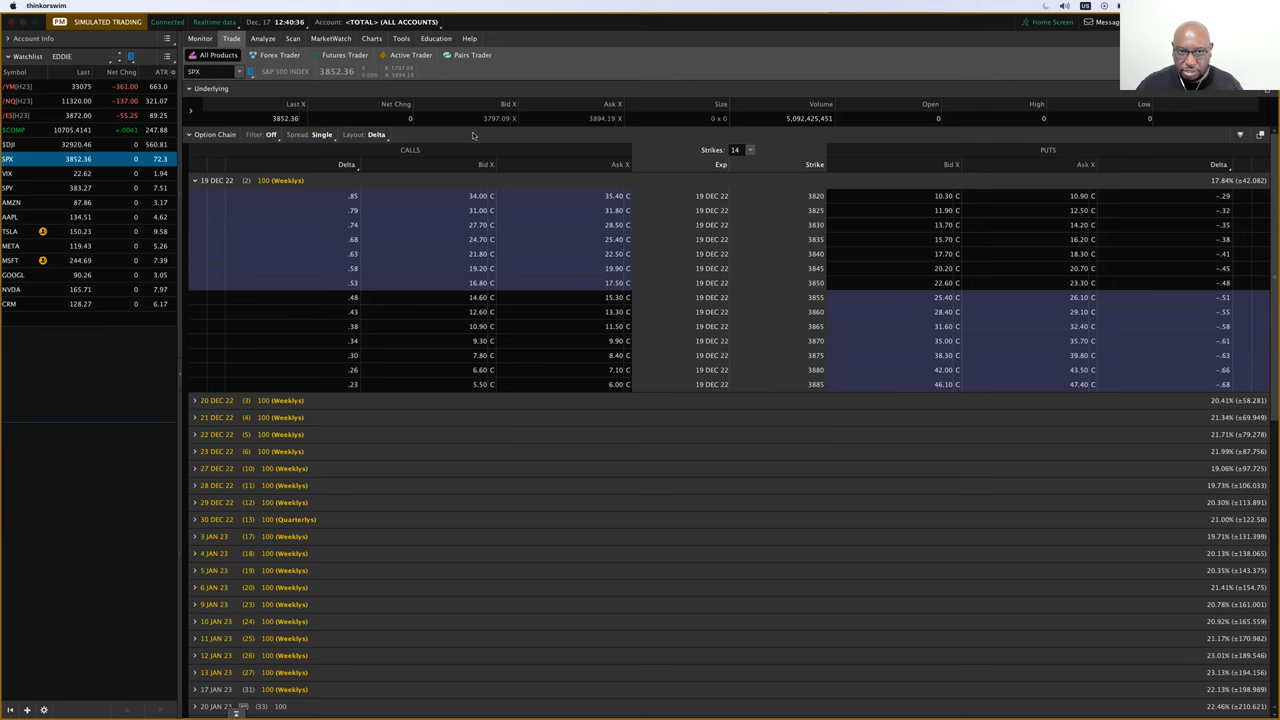 thinkorswim US
PM SIMULATED TRADING Connected Realtime data Dec, 17 12:40:36 Account: <TOTAL> (ALL ACCOUNTS) Home Screen Messag
Account Info
Watchlist EDDIE
Symbol Last Net Chng ATR
/YM[H23] 33075 -361.00 663.0
/NQ[H23] 11320.00 -137.00 321.07
/ES[H23] 3872.00 -55.25 89.25
$COMP 10705.4141 +.0041 247.88
$DJI 32920.46 0 560.81
SPX 3852.36 0 72.3
VIX 22.62 0 1.94
SPY 383.27 0 7.51
AMZN 87.86 0 3.17
AAPL 134.51 0 4.62
TSLA 150.23 0 9.58
META 119.43 0 5.26
MSFT 244.69 0 7.39
GOOGL 90.26 0 3.05
NVDA 165.71 0 7.97
CRM 128.27 0 6.17
Monitor Trade Analyze Scan MarketWatch Charts Tools Education Help
All Products Forex Trader Futures Trader Active Trader Pairs Trader
SPX S&P 500 INDEX 3852.36 0 0.00% B: 3797.09 A: 3894.19
Underlying
Last X Net Chng Bid X Ask X Size Volume Open High Low
3852.36 0 3797.09 X 3894.19 X 0 x 0 5,092,425,451 0 0 0
Option Chain Filter: Off Spread: Single Layout: Delta
CALLS Strikes: 14 PUTS
Delta Bid X Ask X Exp Strike Bid X Ask X Delta
19 DEC 22 (2) 100 (Weeklys) 17.84% (±42.082)
.85 34.00 C 35.40 C 19 DEC 22 3820 10.30 C 10.90 C -.29
.79 31.00 C 31.80 C 19 DEC 22 3825 11.90 C 12.50 C -.32
.74 27.70 C 28.50 C 19 DEC 22 3830 13.70 C 14.20 C -.35
.68 24.70 C 25.40 C 19 DEC 22 3835 15.70 C 16.20 C -.38
.63 21.80 C 22.50 C 19 DEC 22 3840 17.70 C 18.30 C -.41
.58 19.20 C 19.90 C 19 DEC 22 3845 20.20 C 20.70 C -.45
.53 16.80 C 17.50 C 19 DEC 22 3850 22.60 C 23.30 C -.48
.48 14.60 C 15.30 C 19 DEC 22 3855 25.40 C 26.10 C -.51
.43 12.60 C 13.30 C 19 DEC 22 3860 28.40 C 29.10 C -.55
.38 10.90 C 11.50 C 19 DEC 22 3865 31.60 C 32.40 C -.58
.34 9.30 C 9.90 C 19 DEC 22 3870 35.00 C 35.70 C -.61
.30 7.80 C 8.40 C 19 DEC 22 3875 38.30 C 39.80 C -.63
.26 6.60 C 7.10 C 19 DEC 22 3880 42.00 C 43.50 C -.66
.23 5.50 C 6.00 C 19 DEC 22 3885 46.10 C 47.40 C -.68
20 DEC 22 (3) 100 (Weeklys) 20.41% (±58.281)
21 DEC 22 (4) 100 (Weeklys) 21.34% (±69.949)
22 DEC 22 (5) 100 (Weeklys) 21.71% (±79.278)
23 DEC 22 (6) 100 (Weeklys) 21.99% (±87.756)
27 DEC 22 (10) 100 (Weeklys) 19.06% (±97.725)
28 DEC 22 (11) 100 (Weeklys) 19.73% (±106.033)
29 DEC 22 (12) 100 (Weeklys) 20.30% (±113.891)
30 DEC 22 (13) 100 (Quarterlys) 21.00% (±122.58)
3 JAN 23 (17) 100 (Weeklys) 19.71% (±131.399)
4 JAN 23 (18) 100 (Weeklys) 20.13% (±138.065)
5 JAN 23 (19) 100 (Weeklys) 20.35% (±143.375)
6 JAN 23 (20) 100 (Weeklys) 21.41% (±154.75)
9 JAN 23 (23) 100 (Weeklys) 20.78% (±161.001)
10 JAN 23 (24) 100 (Weeklys) 20.92% (±165.559)
11 JAN 23 (25) 100 (Weeklys) 21.17% (±170.982)
12 JAN 23 (26) 100 (Weeklys) 23.01% (±189.546)
13 JAN 23 (27) 100 (Weeklys) 23.13% (±194.156)
17 JAN 23 (31) 100 (Weeklys) 22.13% (±198.989)
20 JAN 23 (33) 100 22.46% (±210.621)